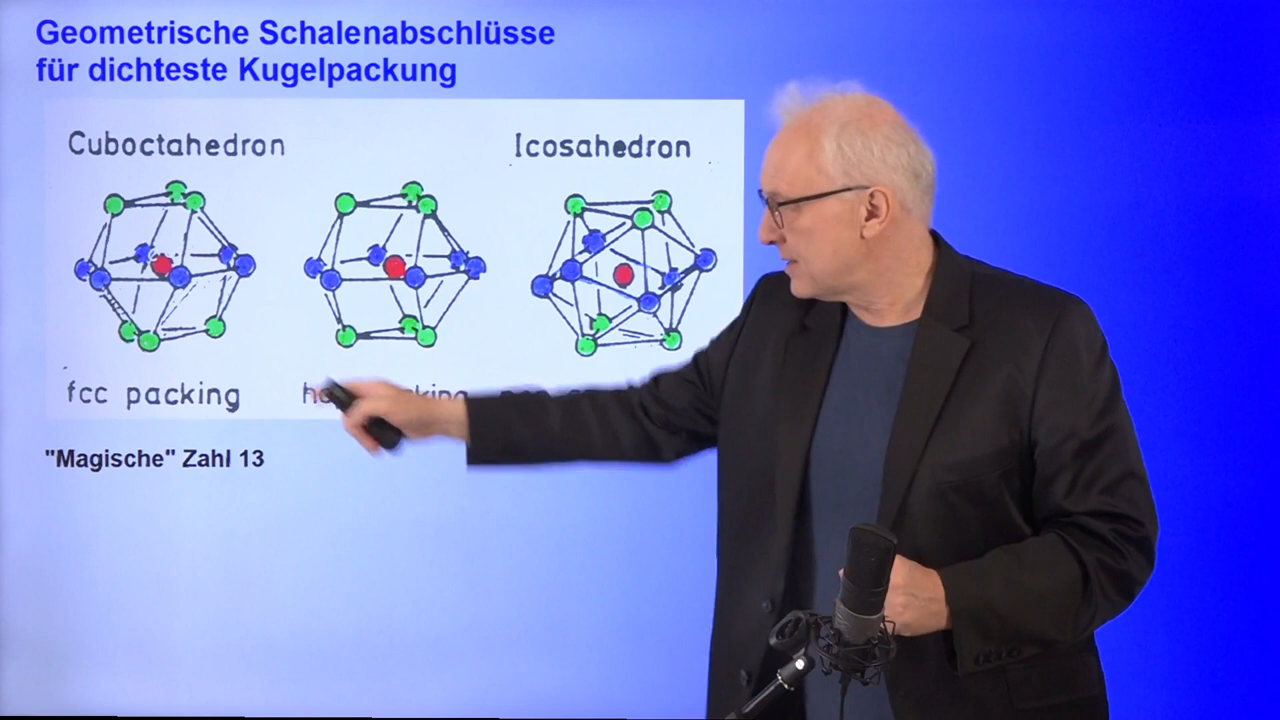 Geometrische Schalenabschlüsse
für dichteste Kugelpackung
Cuboctahedron
Icosahedron
fcc packing
"Magische" Zahl 13